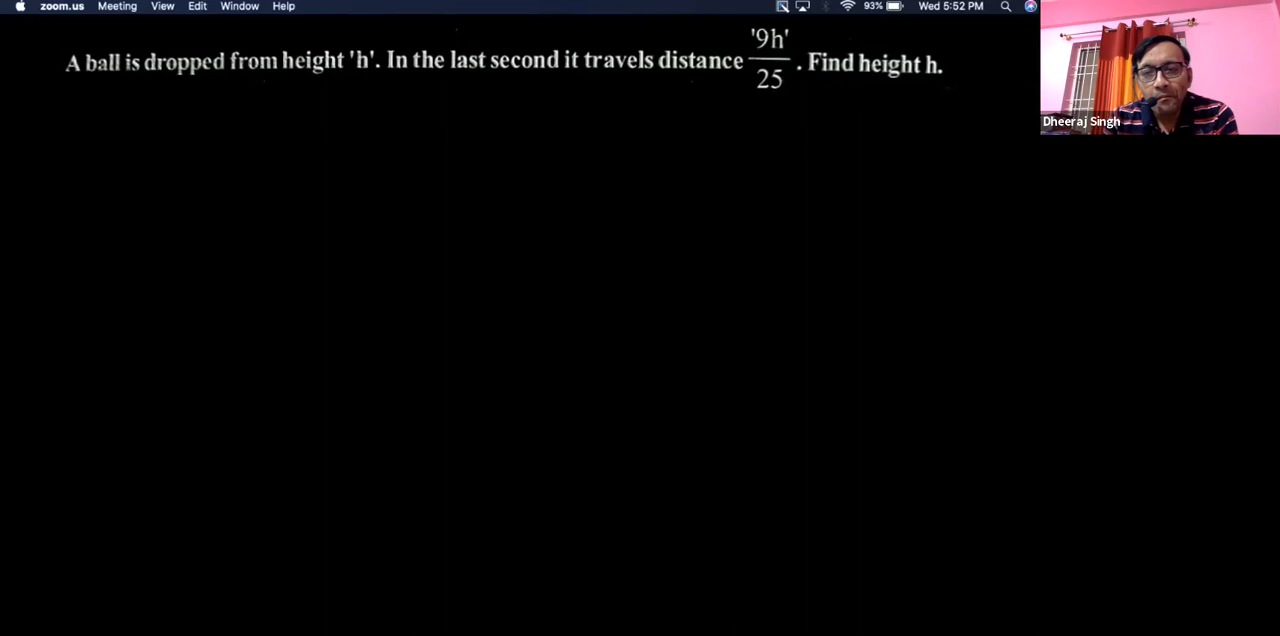 zoom.us Meeting View Edit Window Help 93% Wed 5:52 PM
A ball is dropped from height 'h'. In the last second it travels distance '9h'/25 . Find height h.
Dheeraj Singh